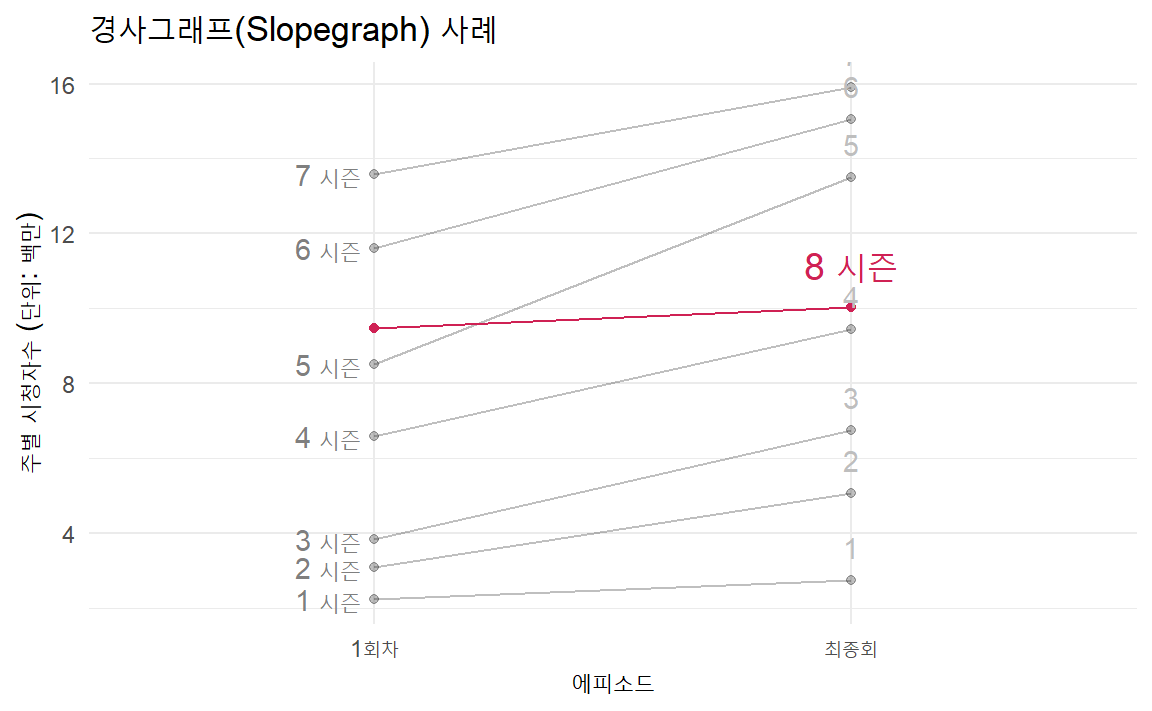 경사그래프(Slopegraph) 사례
주별 시청자수 (단위: 백만)
16
12
8
4
7 시즌
6 시즌
5 시즌
4 시즌
3 시즌
2 시즌
1 시즌
6
5
8 시즌
4
3
2
1
1회차
최종회
에피소드